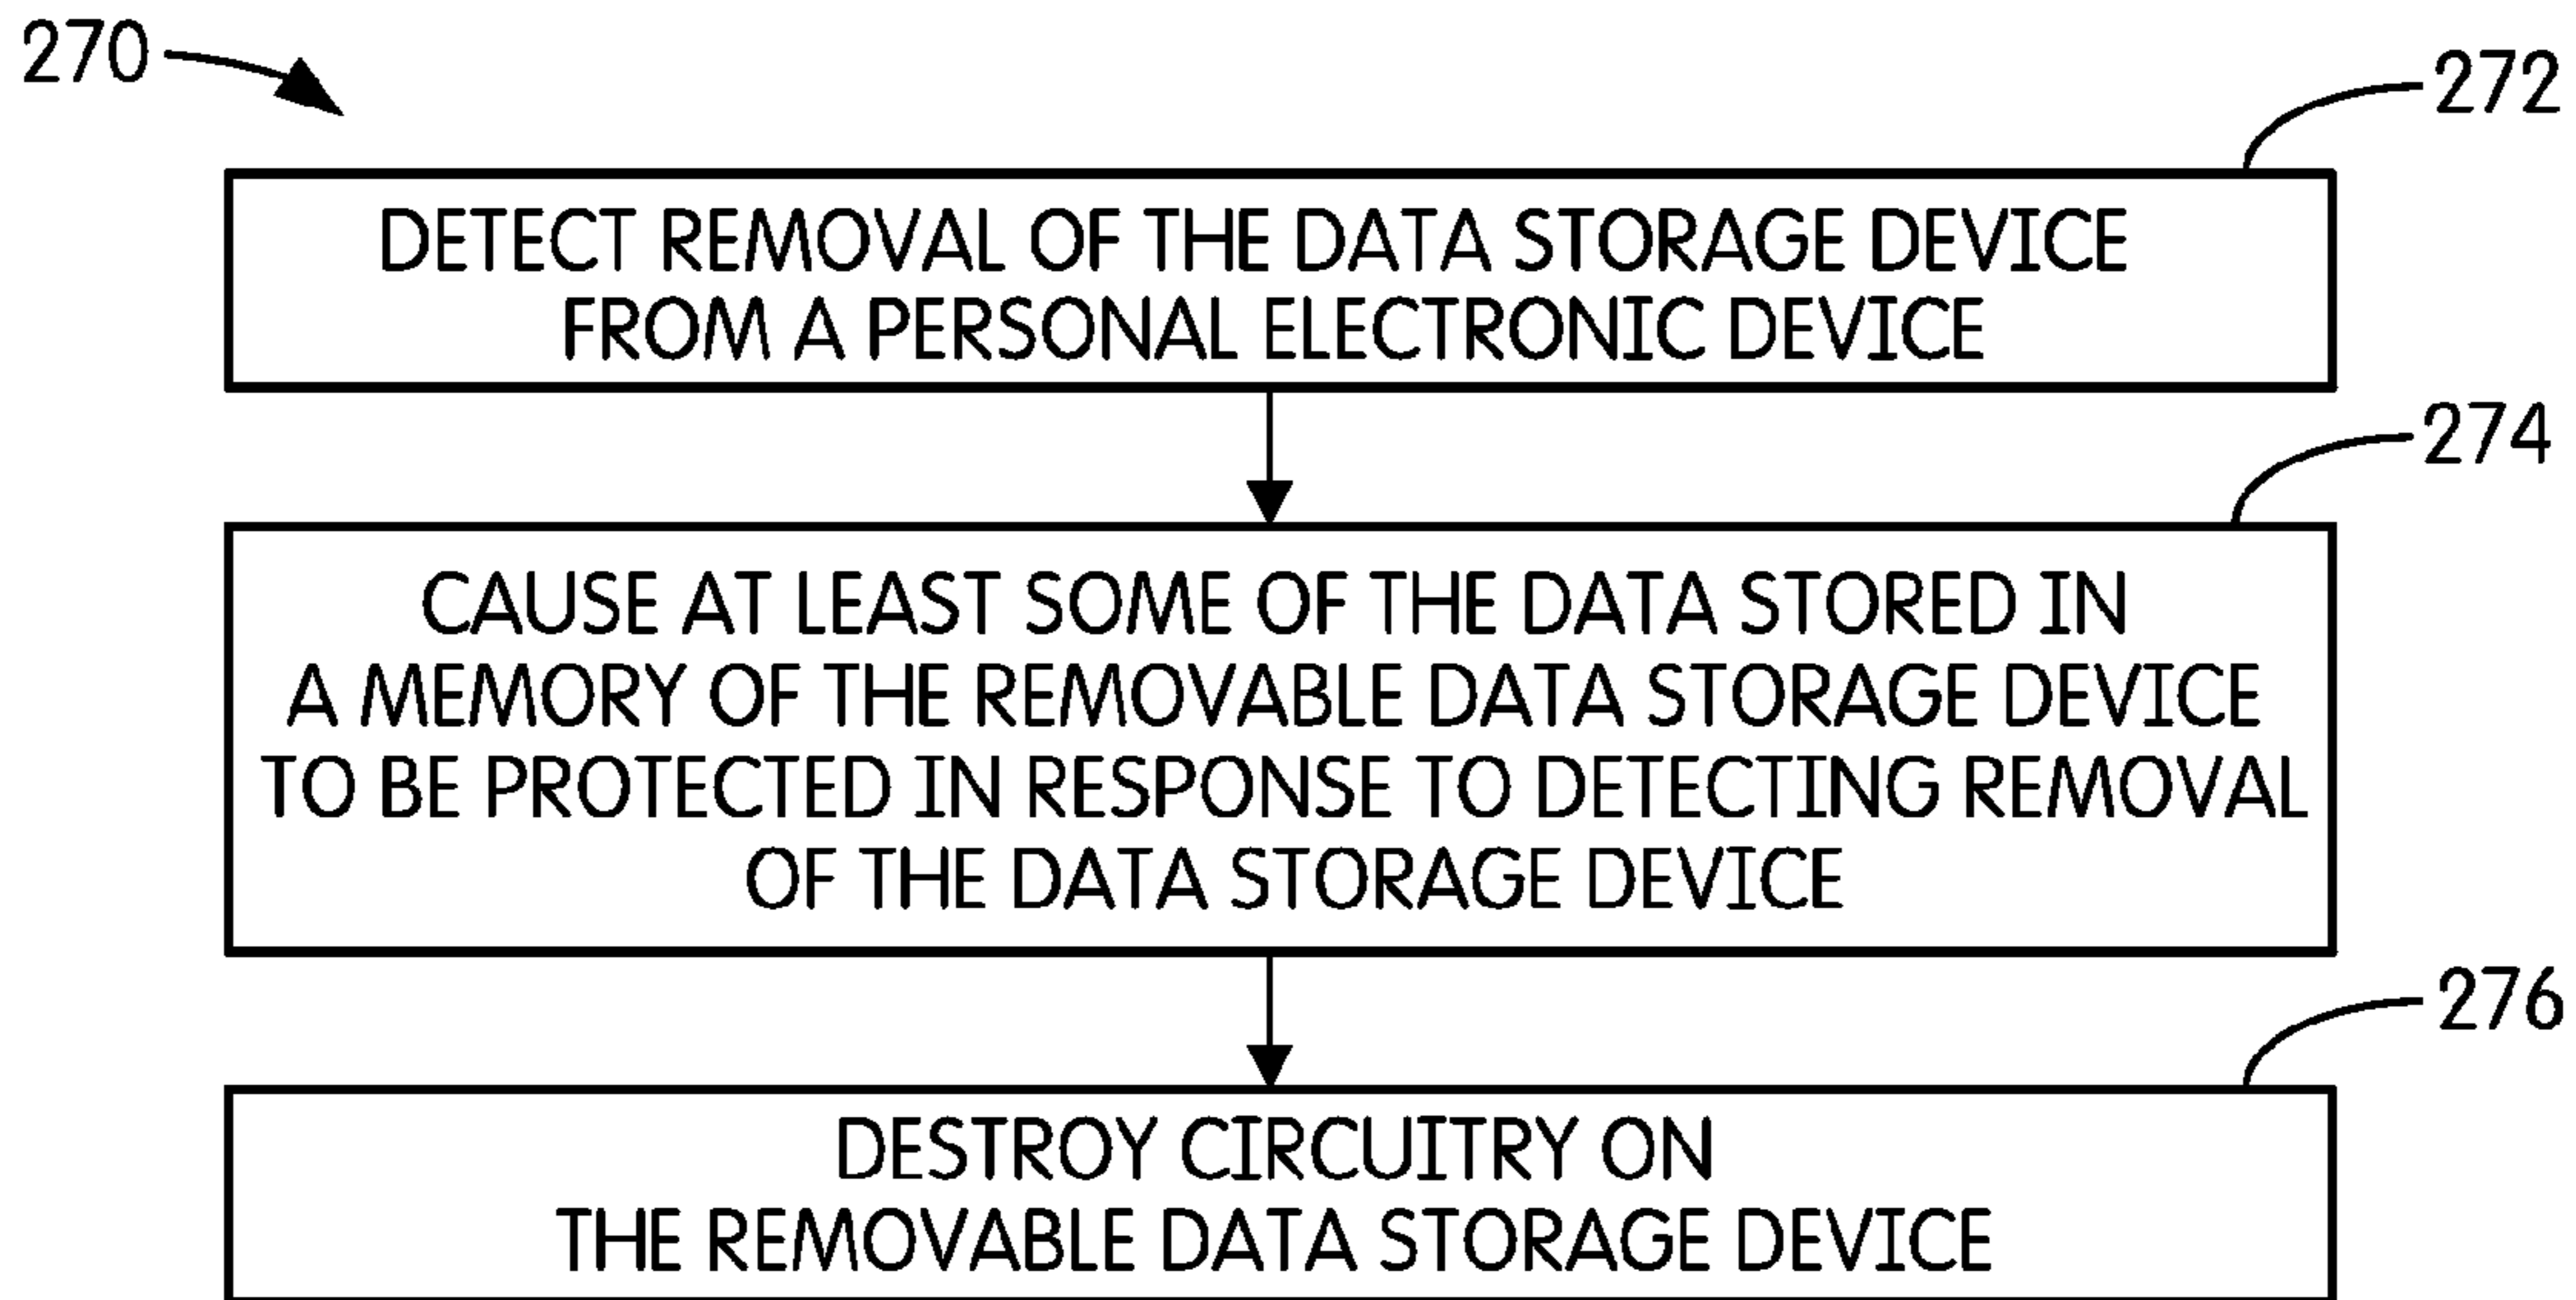 270
272
DETECT REMOVAL OF THE DATA STORAGE DEVICE
FROM A PERSONAL ELECTRONIC DEVICE
274
CAUSE AT LEAST SOME OF THE DATA STORED IN
A MEMORY OF THE REMOVABLE DATA STORAGE DEVICE
TO BE PROTECTED IN RESPONSE TO DETECTING REMOVAL
OF THE DATA STORAGE DEVICE
276
DESTROY CIRCUITRY ON
THE REMOVABLE DATA STORAGE DEVICE